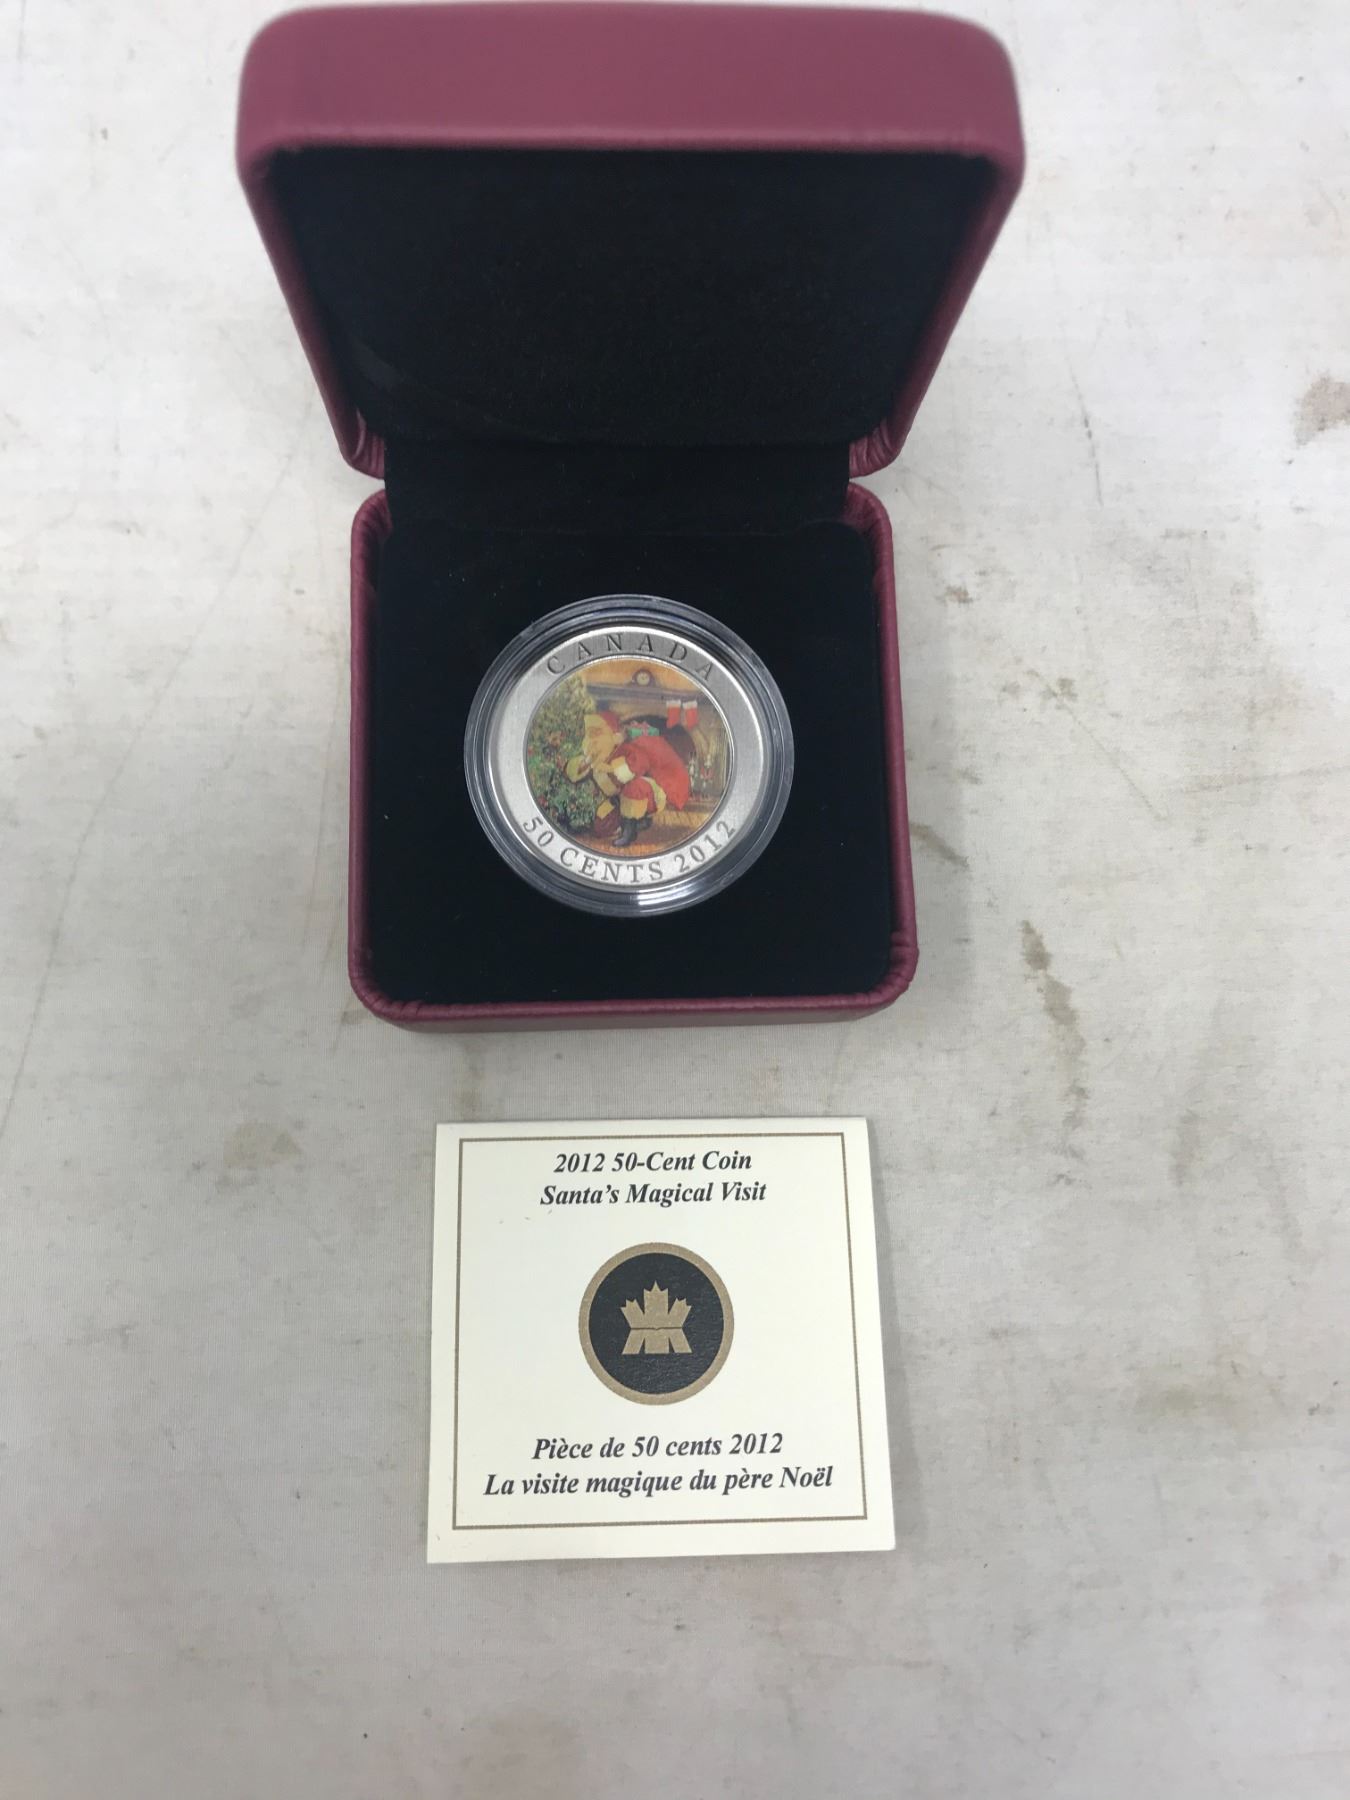 CANADA
50 CENTS 2012
2012 50-Cent Coin
Santa's Magical Visit
Pièce de 50 cents 2012
La visite magique du père Noël